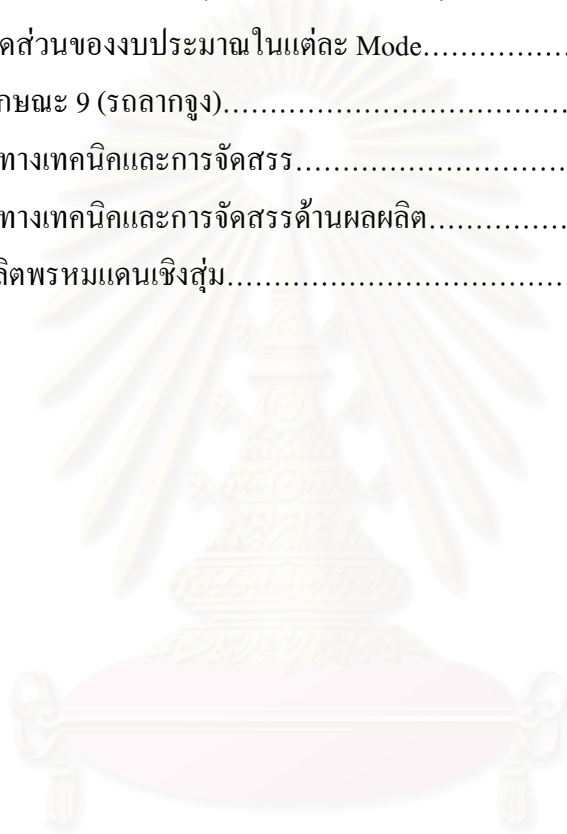 ดส่วนของงบประมาณในแต่ละ Mode……………
กษณะ 9 (รถลากจูง)………………………………
ทางเทคนิคและการจัดสรร………………………
ทางเทคนิคและการจัดสรรด้านผลผลิต……………
ลิตพรหมแดนเชิงสุ่ม………………………………